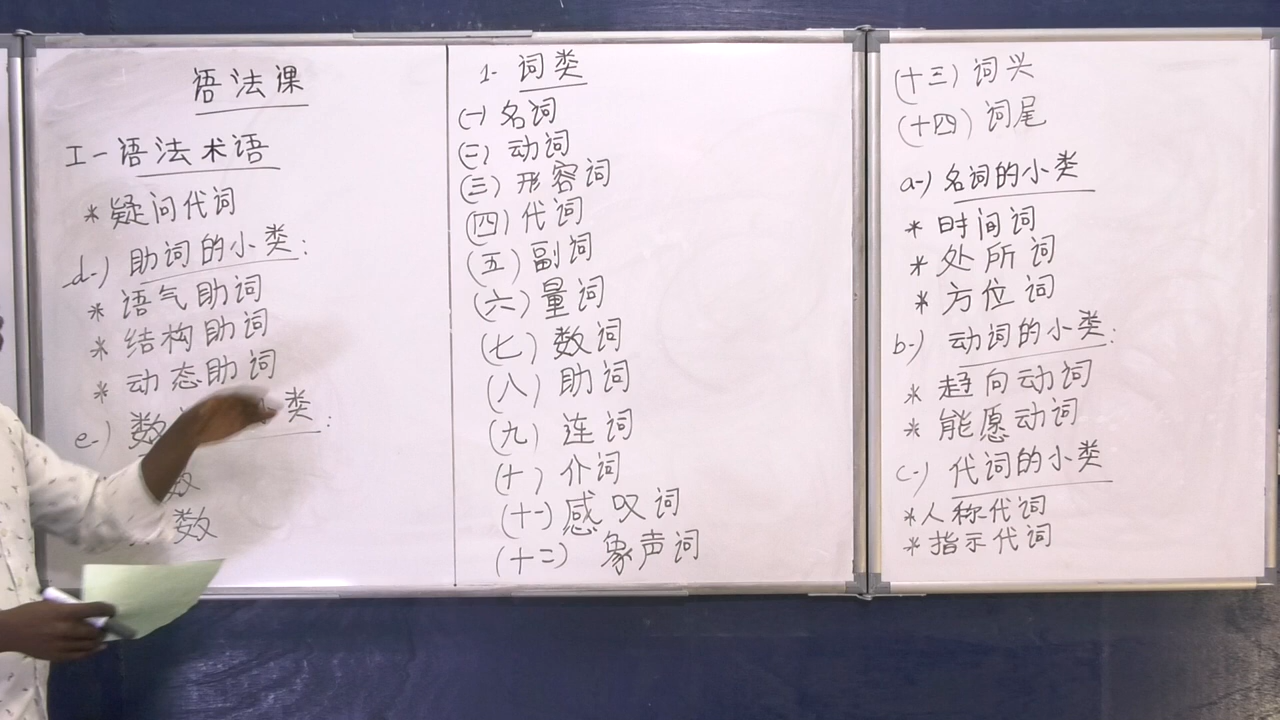 语法课
I-语法术语
* 疑问代词
d-) 助词的小类:
* 语气助词
* 结构助词
* 动态助词
e-) 数 类:
数
数
1- 词类
(一) 名词
(二) 动词
(三) 形容词
(四) 代词
(五) 副词
(六) 量词
(七) 数词
(八) 助词
(九) 连词
(十) 介词
(十一) 感叹词
(十二) 象声词
(十三) 词兴
(十四) 词尾
a-) 名词的小类
* 时间词
* 处所词
* 方位词
b-) 动词的小类:
* 趋向动词
* 能愿动词
c-) 代词的小类
* 人称代词
* 指示代词